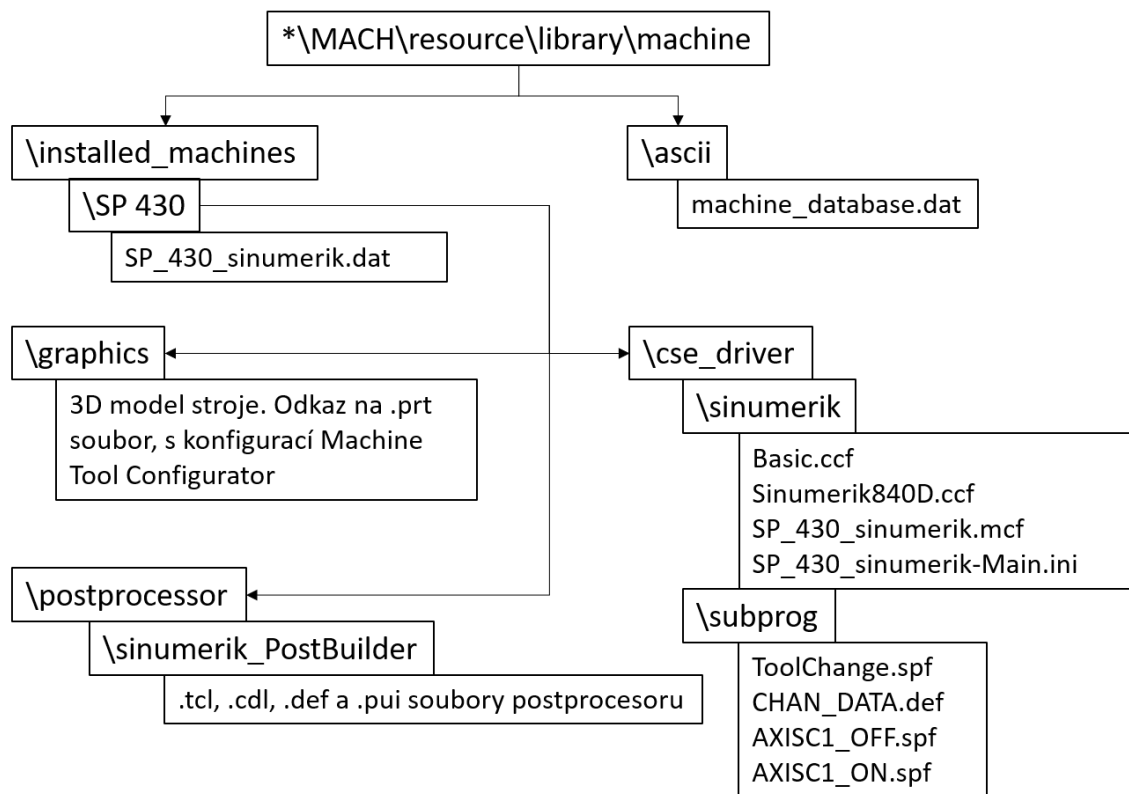 *\MACH\resource\library\machine
\installed_machines
\SP 430
SP_430_sinumerik.dat
\ascii
machine_database.dat
\graphics
3D model stroje. Odkaz na .prt
soubor, s konfigurací Machine
Tool Configurator
\cse_driver
\sinumerik
Basic.ccf
Sinumerik840D.ccf
SP_430_sinumerik.mcf
SP_430_sinumerik-Main.ini
\subprog
ToolChange.spf
CHAN_DATA.def
AXISC1_OFF.spf
AXISC1_ON.spf
\postprocessor
\sinumerik_PostBuilder
.tcl, .cdl, .def a .pui soubory postprocesoru